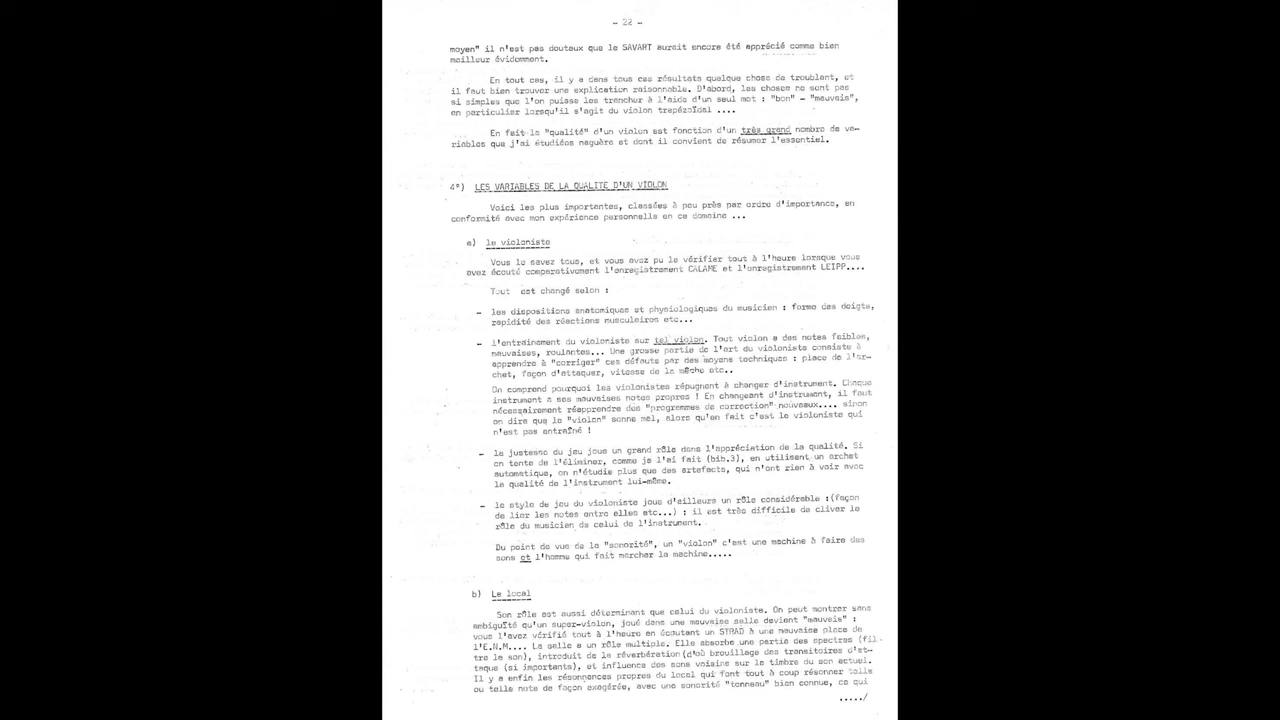 - 22 -
moyen" il n'est pas douteux que le SAVART aurait encore été apprécié comme bien
meilleur évidemment.
En tout cas, il y a dans tous ces résultats quelque chose de troublant, et
il faut bien trouver une explication raisonnable. D'abord, les choses ne sont pas
si simples que l'on puisse les trencher à l'aide d'un seul mot : "bon" - "mauvais",
en particulier lorsqu'il s'agit du violon trapézoïdal ....
En fait la "qualité" d'un violon est fonction d'un très grand nombre de va-
riables que j'ai étudiées naguère et dont il convient de résumer l'essentiel.
4°) LES VARIABLES DE LA QUALITE D'UN VIOLON
Voici les plus importantes, classées à peu près par ordre d'importance, en
conformité avec mon expérience personnelle en ce domaine ...
a) le violoniste
Vous le savez tous, et vous avez pu le vérifier tout à l'heure lorsque vous
avez écouté comparativement l'enregistrement CALAME et l'enregistrement LEIPP....
Tout est changé selon :
- les dispositions anatomiques et physiologiques du musicien : forme des doigts,
rapidité des réactions musculaires etc...
- l'entraînement du violoniste sur tel violon. Tout violon a des notes faibles,
mauvaises, roulantes... Une grosse partie de l'art du violoniste consiste à
apprendre à "corriger" ces défauts par des moyens techniques : place de l'ar-
chet, façon d'attaquer, vitesse de la mèche etc..
On comprend pourquoi les violonistes répugnent à changer d'instrument. Chaque
instrument a ses mauvaises notes propres ! En changeant d'instrument, il faut
nécessairement réapprendre des "programmes de correction" nouveaux.... sinon
on dire que le "violon" sonne mal, alors qu'en fait c'est le violoniste qui
n'est pas entraîné !
- la justesse du jeu joue un grand rôle dans l'appréciation de la qualité. Si
on tente de l'éliminer, comme je l'ai fait (bib.3), en utilisant un archet
automatique, on n'étudie plus que des artefacts, qui n'ont rien à voir avec
la qualité de l'instrument lui-même.
- le style de jeu du violoniste joue d'ailleurs un rôle considérable :(façon
de lier les notes entre elles etc...) : il est très difficile de cliver le
rôle du musicien de celui de l'instrument.
Du point de vue de la "sonorité", un "violon" c'est une machine à faire des
sons et l'homme qui fait marcher la machine.....
b) Le local
Son rôle est aussi déterminant que celui du violoniste. On peut montrer sans
ambiguïté qu'un super-violon, joué dans une mauvaise salle devient "mauvais" :
vous l'avez vérifié tout à l'heure en écoutant un STRAD à une mauvaise place de
l'E.N.M.... La salle a un rôle multiple. Elle absorbe une partie des spectres (fil-
tre le son), introduit de la réverbération (d'où brouillage des transitoires d'at-
taque (si importants), et influence des sons voisins sur le timbre du son actuel.
Il y a enfin les résonnances propres du local qui font tout à coup résonner telle
ou telle note de façon exagérée, avec une sonorité "tonneau" bien connue, ce qui
...../